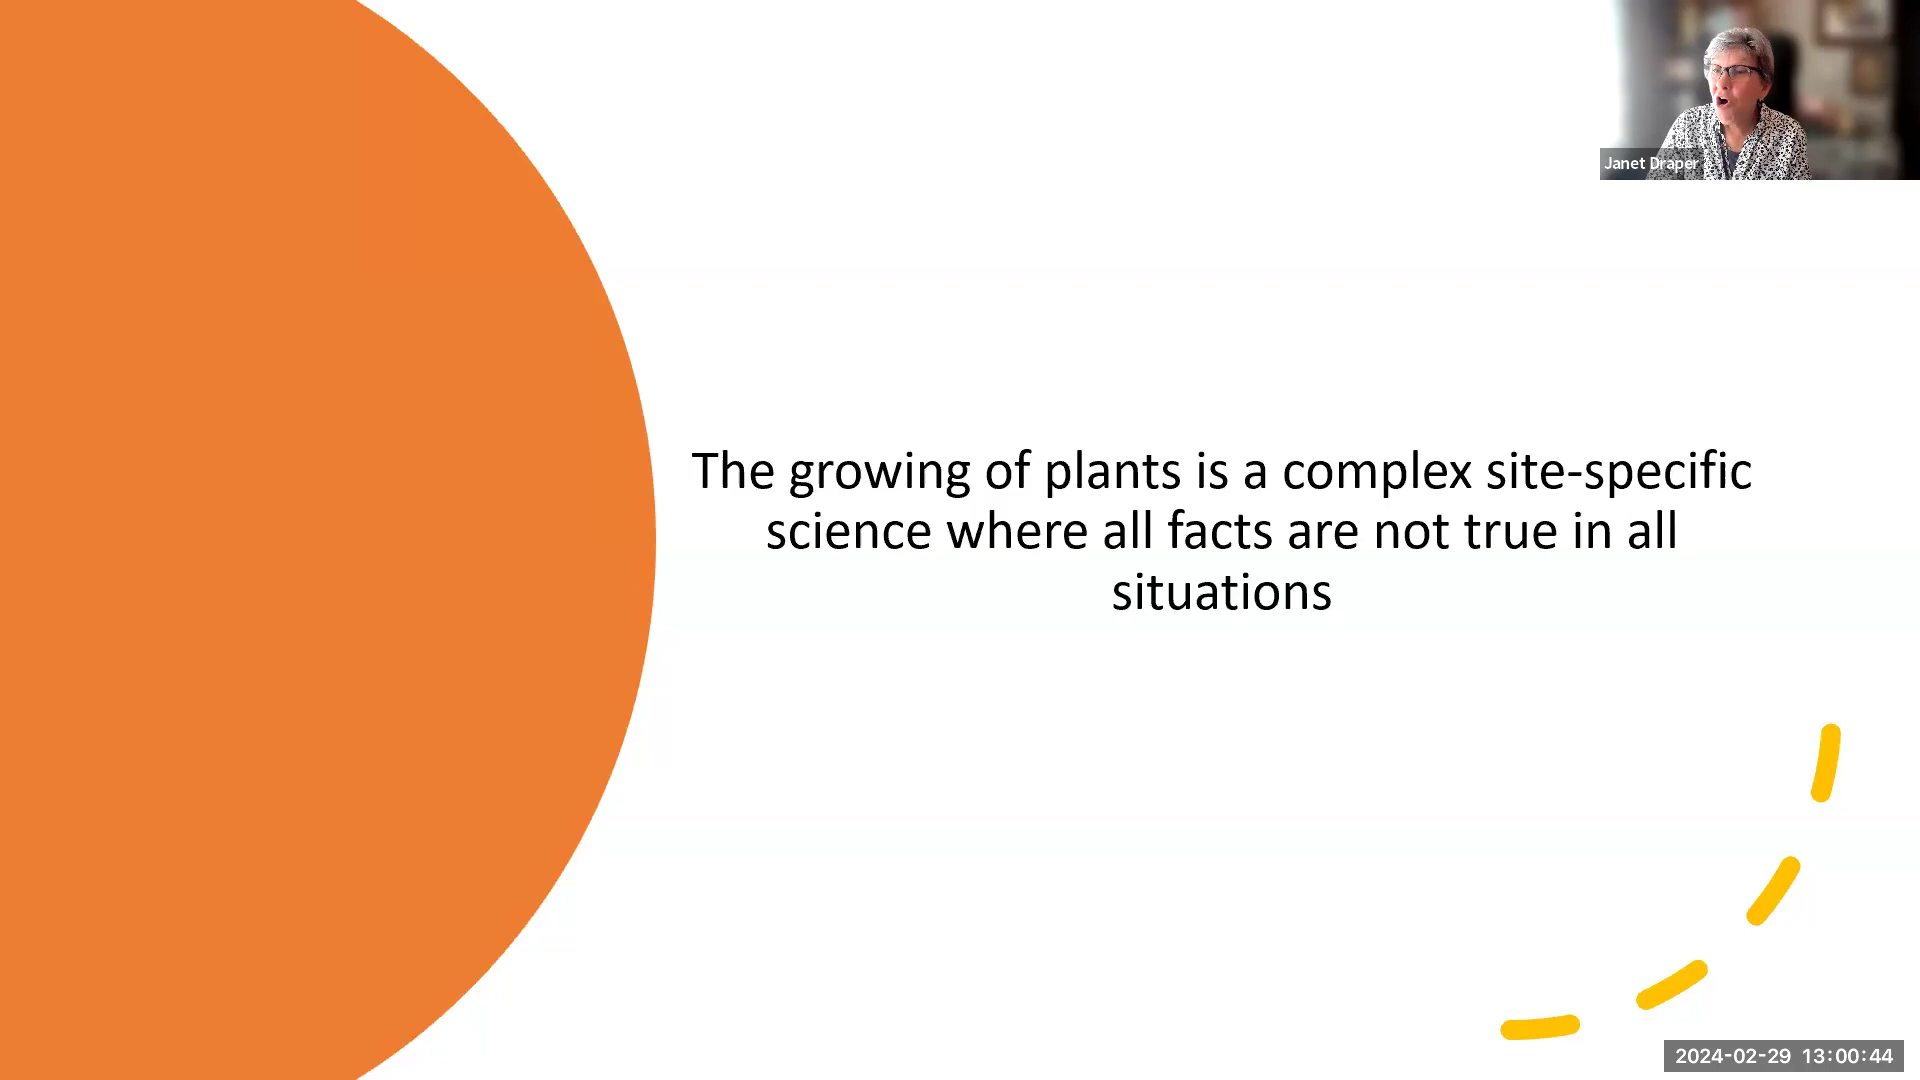 Janet Draper
The growing of plants is a complex site-specific
science where all facts are not true in all
situations
2024-02-29 13:00:44